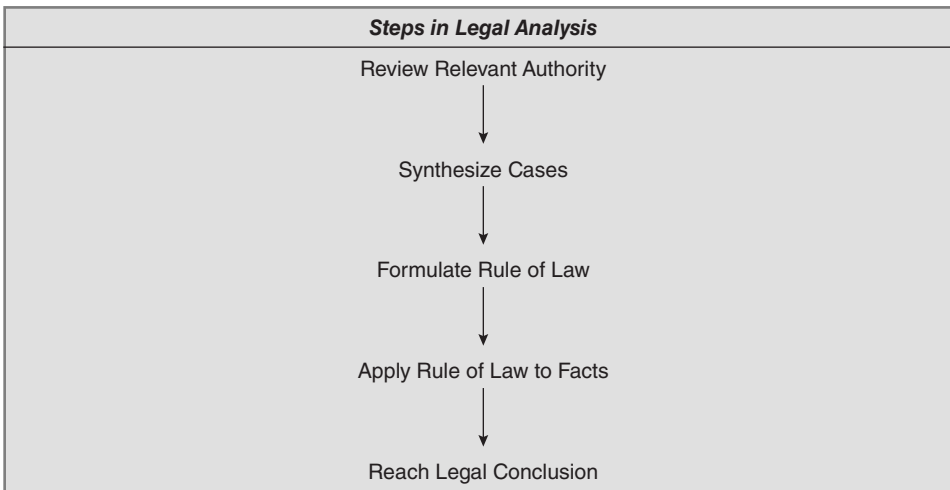 Steps in Legal Analysis
Review Relevant Authority
Synthesize Cases
Formulate Rule of Law
Apply Rule of Law to Facts
Reach Legal Conclusion